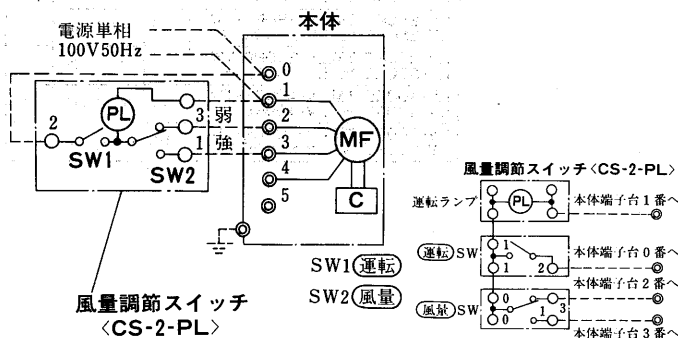 電源単相
100V50Hz
本体
0
1
2
3
4
5
MF
C
PL
2
3 弱
1 強
SW1
SW2
SW1 運転
SW2 風量
風量調節スイッチ
〈CS-2-PL〉
風量調節スイッチ〈CS-2-PL〉
運転ランプ
PL
本体端子台1番へ
運転 SW
1
1
2
本体端子台0番へ
本体端子台2番へ
風量 SW
0
0
1
3
本体端子台3番へ